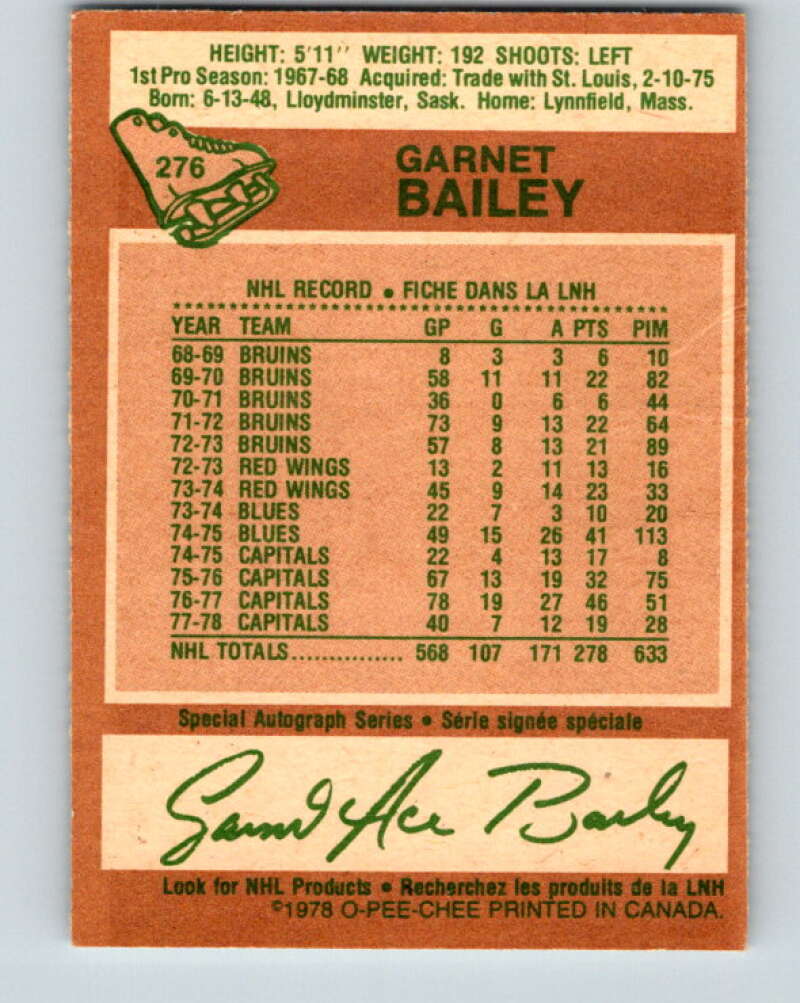 HEIGHT: 5'11" WEIGHT: 192 SHOOTS: LEFT
1st Pro Season: 1967-68 Acquired: Trade with St. Louis, 2-10-75
Born: 6-13-48, Lloydminster, Sask. Home: Lynnfield, Mass.
276
GARNET
BAILEY
NHL RECORD • FICHE DANS LA LNH
YEAR TEAM GP G A PTS PIM
68-69 BRUINS 8 3 3 6 10
69-70 BRUINS 58 11 11 22 82
70-71 BRUINS 36 0 6 6 44
71-72 BRUINS 73 9 13 22 64
72-73 BRUINS 57 8 13 21 89
72-73 RED WINGS 13 2 11 13 16
73-74 RED WINGS 45 9 14 23 33
73-74 BLUES 22 7 3 10 20
74-75 BLUES 49 15 26 41 113
74-75 CAPITALS 22 4 13 17 8
75-76 CAPITALS 67 13 19 32 75
76-77 CAPITALS 78 19 27 46 51
77-78 CAPITALS 40 7 12 19 28
NHL TOTALS............... 568 107 171 278 633
Special Autograph Series • Série signée spéciale
Garnet Ace Bailey
Look for NHL Products • Recherchez les produits de la LNH
©1978 O-PEE-CHEE PRINTED IN CANADA.